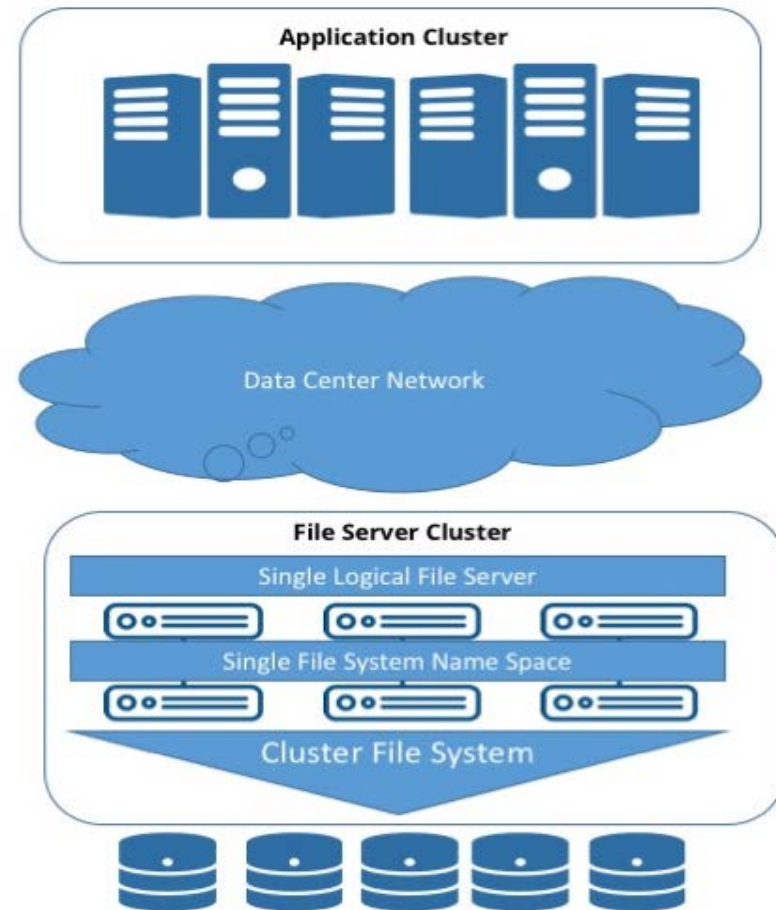 Application Cluster
Data Center Network
File Server Cluster
Single Logical File Server
Single File System Name Space
Cluster File System